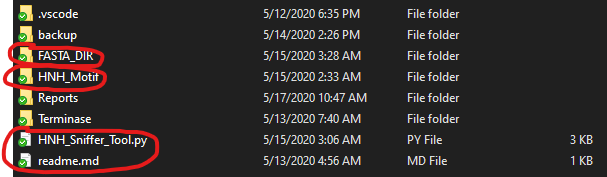 .vscode 5/12/2020 6:35 PM File folder
backup 5/14/2020 2:26 PM File folder
FASTA_DIR 5/15/2020 3:28 AM File folder
HNH_Motif 5/15/2020 2:33 AM File folder
Reports 5/17/2020 10:47 AM File folder
Terminase 5/13/2020 7:40 AM File folder
HNH_Sniffer_Tool.py 5/15/2020 3:06 AM PY File 3 KB
readme.md 5/13/2020 4:56 AM MD File 1 KB